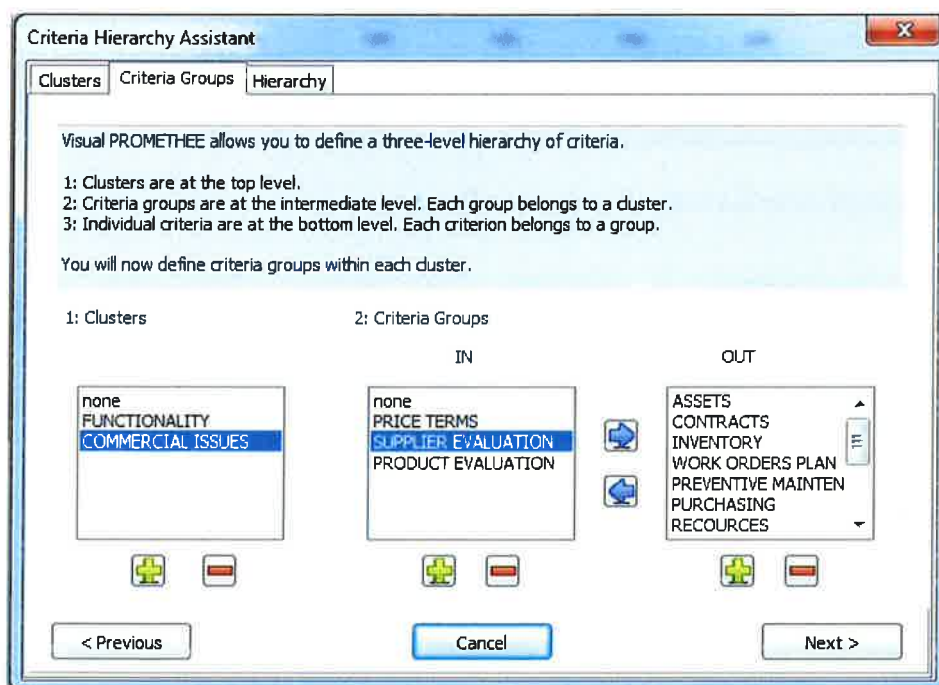 Criteria Hierarchy Assistant
Clusters Criteria Groups Hierarchy
Visual PROMETHEE allows you to define a three-level hierarchy of criteria.
1: Clusters are at the top level.
2: Criteria groups are at the intermediate level. Each group belongs to a cluster.
3: Individual criteria are at the bottom level. Each criterion belongs to a group.
You will now define criteria groups within each cluster.
1: Clusters
2: Criteria Groups
IN
OUT
none
FUNCTIONALITY
COMMERCIAL ISSUES
none
PRICE TERMS
SUPPLIER EVALUATION
PRODUCT EVALUATION
ASSETS
CONTRACTS
INVENTORY
WORK ORDERS PLAN
PREVENTIVE MAINTEN
PURCHASING
RECOURCES
< Previous
Cancel
Next >